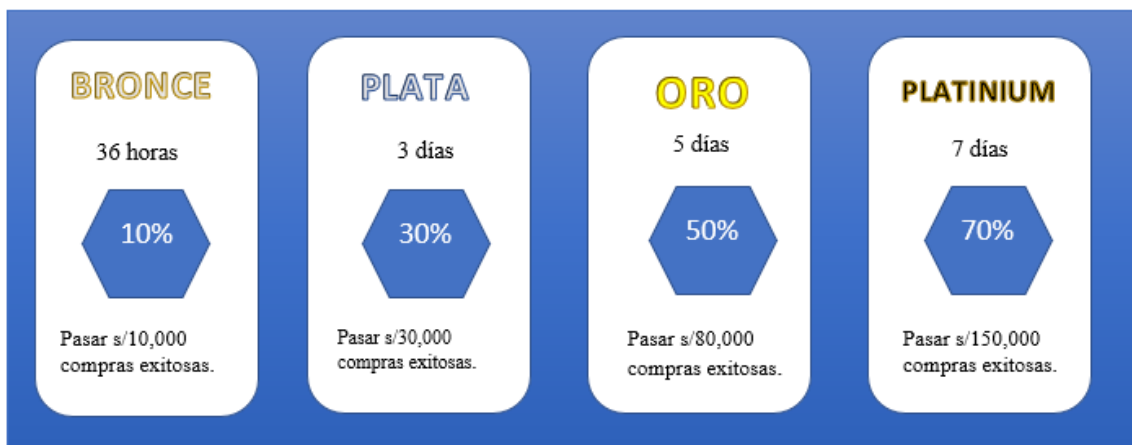 BRONCE
36 horas
10%
Pasar s/10,000
compras exitosas.
PLATA
3 días
30%
Pasar s/30,000
compras exitosas.
ORO
5 días
50%
Pasar s/80,000
compras exitosas.
PLATINIUM
7 días
70%
Pasar s/150,000
compras exitosas.